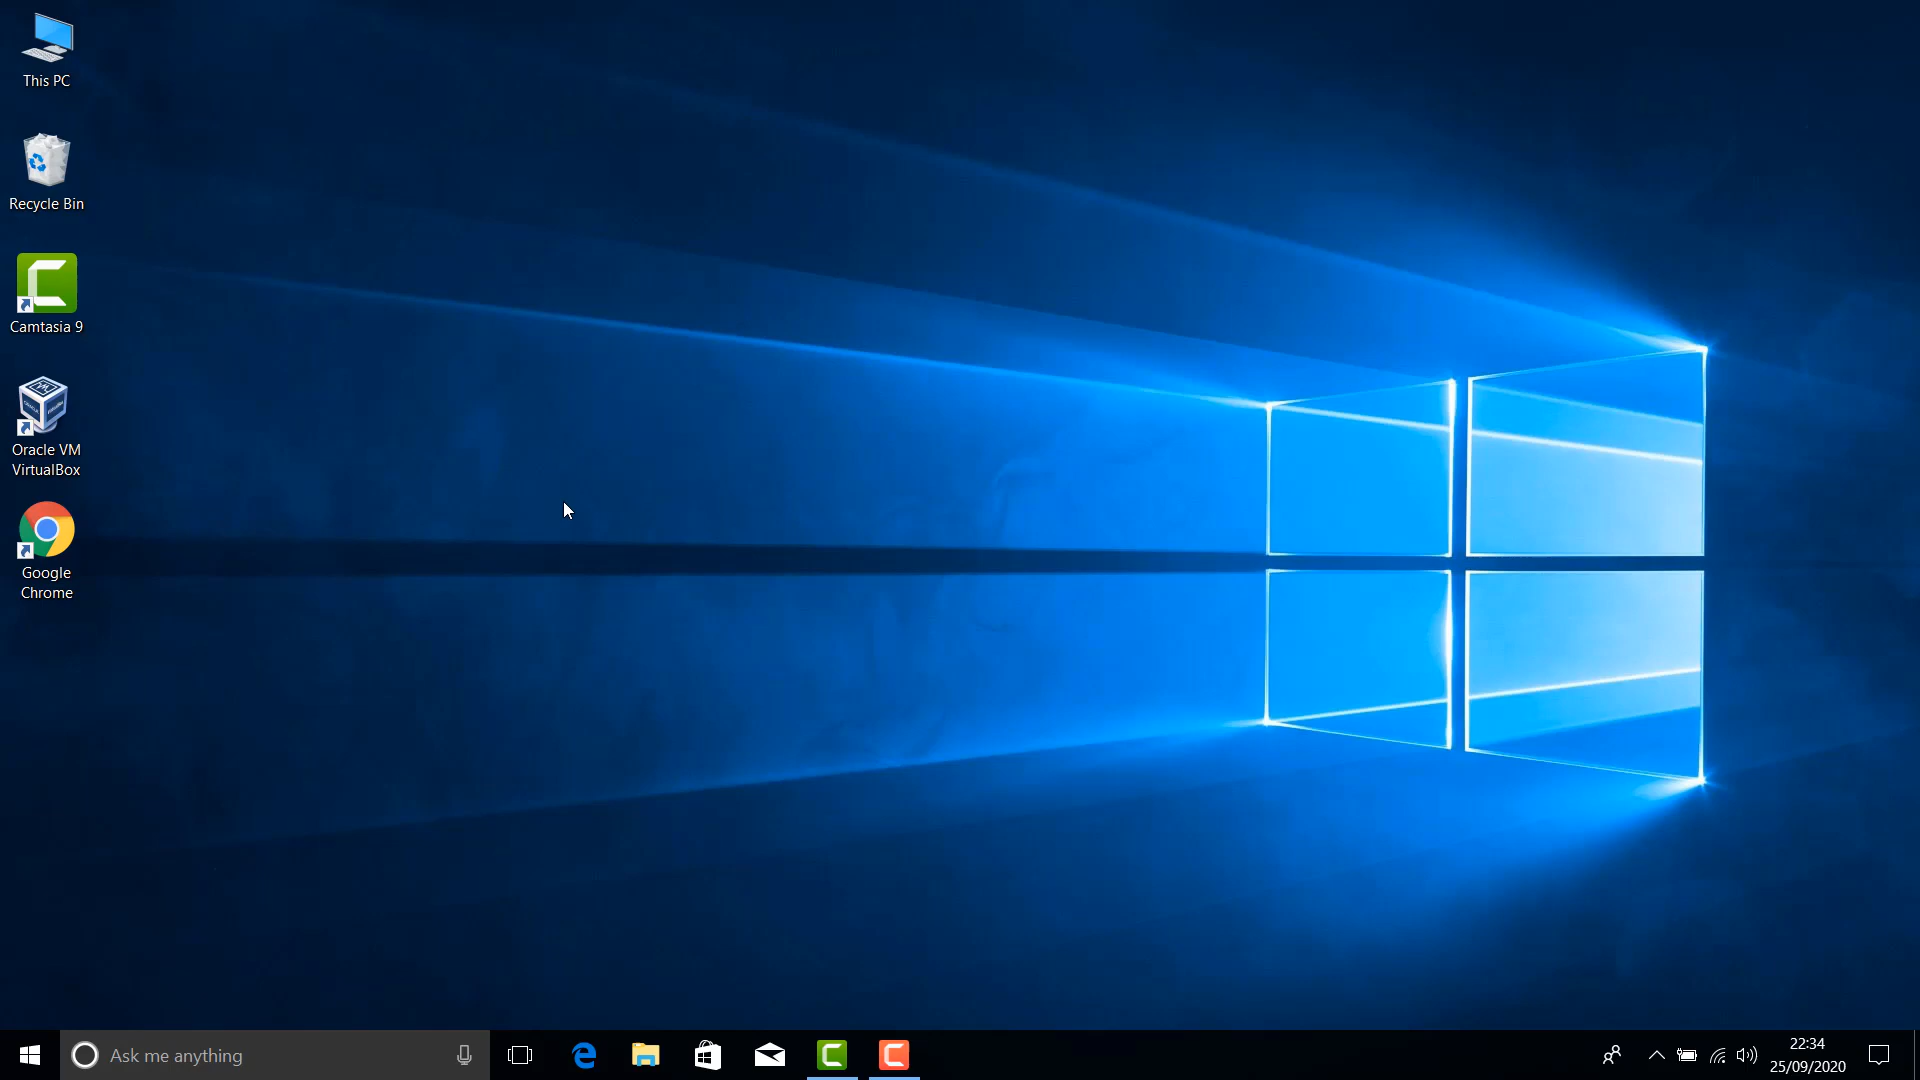 This PC
Recycle Bin
Camtasia 9
Oracle VM
VirtualBox
Google
Chrome
Ask me anything
22:34
25/09/2020